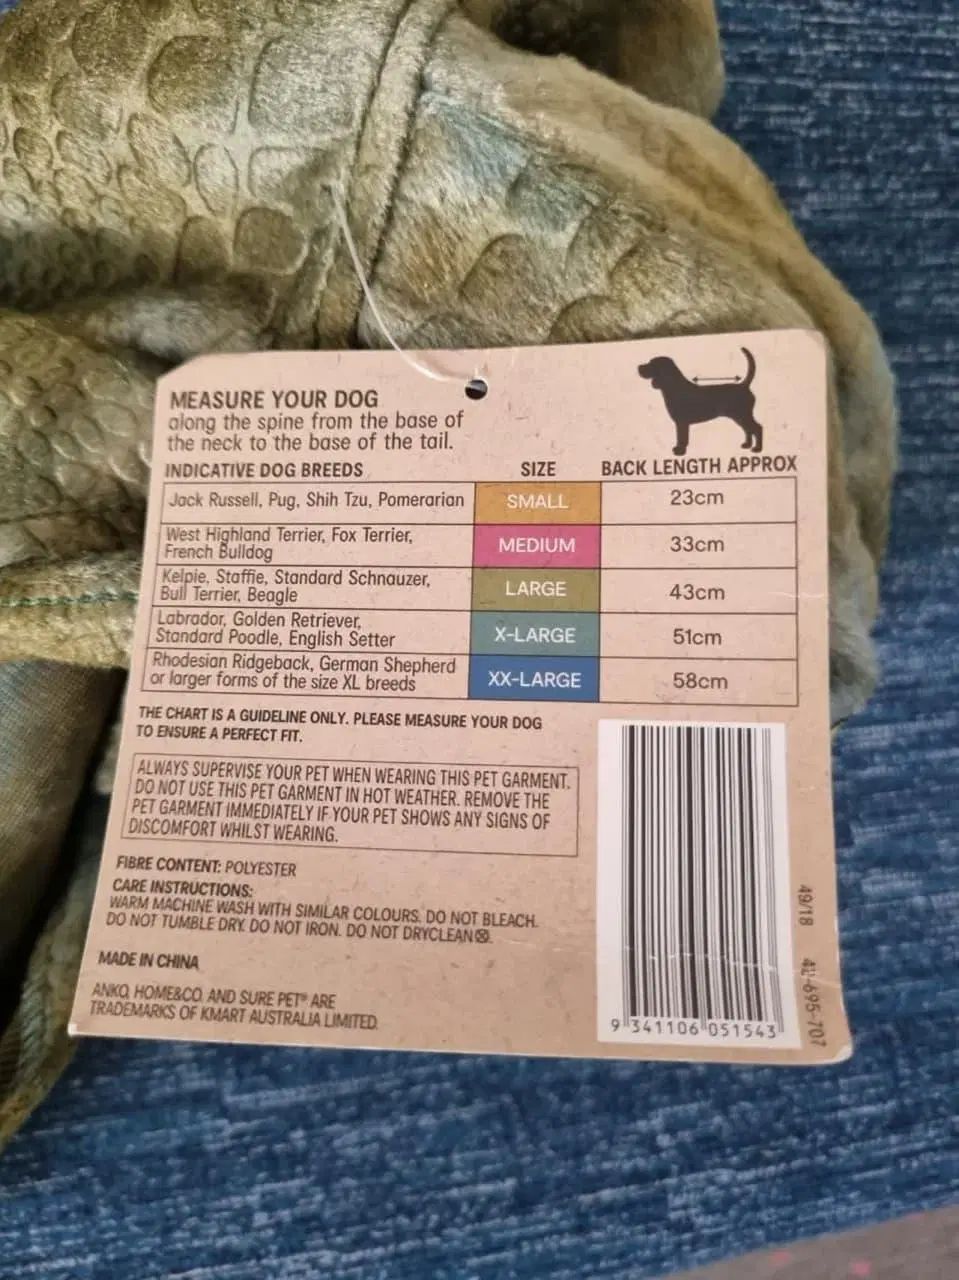 MEASURE YOUR DOG
along the spine from the base of
the neck to the base of the tail.
INDICATIVE DOG BREEDS SIZE BACK LENGTH APPROX
Jack Russell, Pug, Shih Tzu, Pomerarian SMALL 23cm
West Highland Terrier, Fox Terrier,
French Bulldog MEDIUM 33cm
Kelpie, Staffie, Standard Schnauzer,
Bull Terrier, Beagle LARGE 43cm
Labrador, Golden Retriever,
Standard Poodle, English Setter X-LARGE 51cm
Rhodesian Ridgeback, German Shepherd
or larger forms of the size XL breeds XX-LARGE 58cm
THE CHART IS A GUIDELINE ONLY. PLEASE MEASURE YOUR DOG
TO ENSURE A PERFECT FIT.
ALWAYS SUPERVISE YOUR PET WHEN WEARING THIS PET GARMENT.
DO NOT USE THIS PET GARMENT IN HOT WEATHER. REMOVE THE
PET GARMENT IMMEDIATELY IF YOUR PET SHOWS ANY SIGNS OF
DISCOMFORT WHILST WEARING.
FIBRE CONTENT: POLYESTER
CARE INSTRUCTIONS:
WARM MACHINE WASH WITH SIMILAR COLOURS. DO NOT BLEACH.
DO NOT TUMBLE DRY. DO NOT IRON. DO NOT DRYCLEAN
MADE IN CHINA
ANKO, HOME&CO. AND SURE PET® ARE
TRADEMARKS OF KMART AUSTRALIA LIMITED.
9 341106 051543
49/18
42-695-707